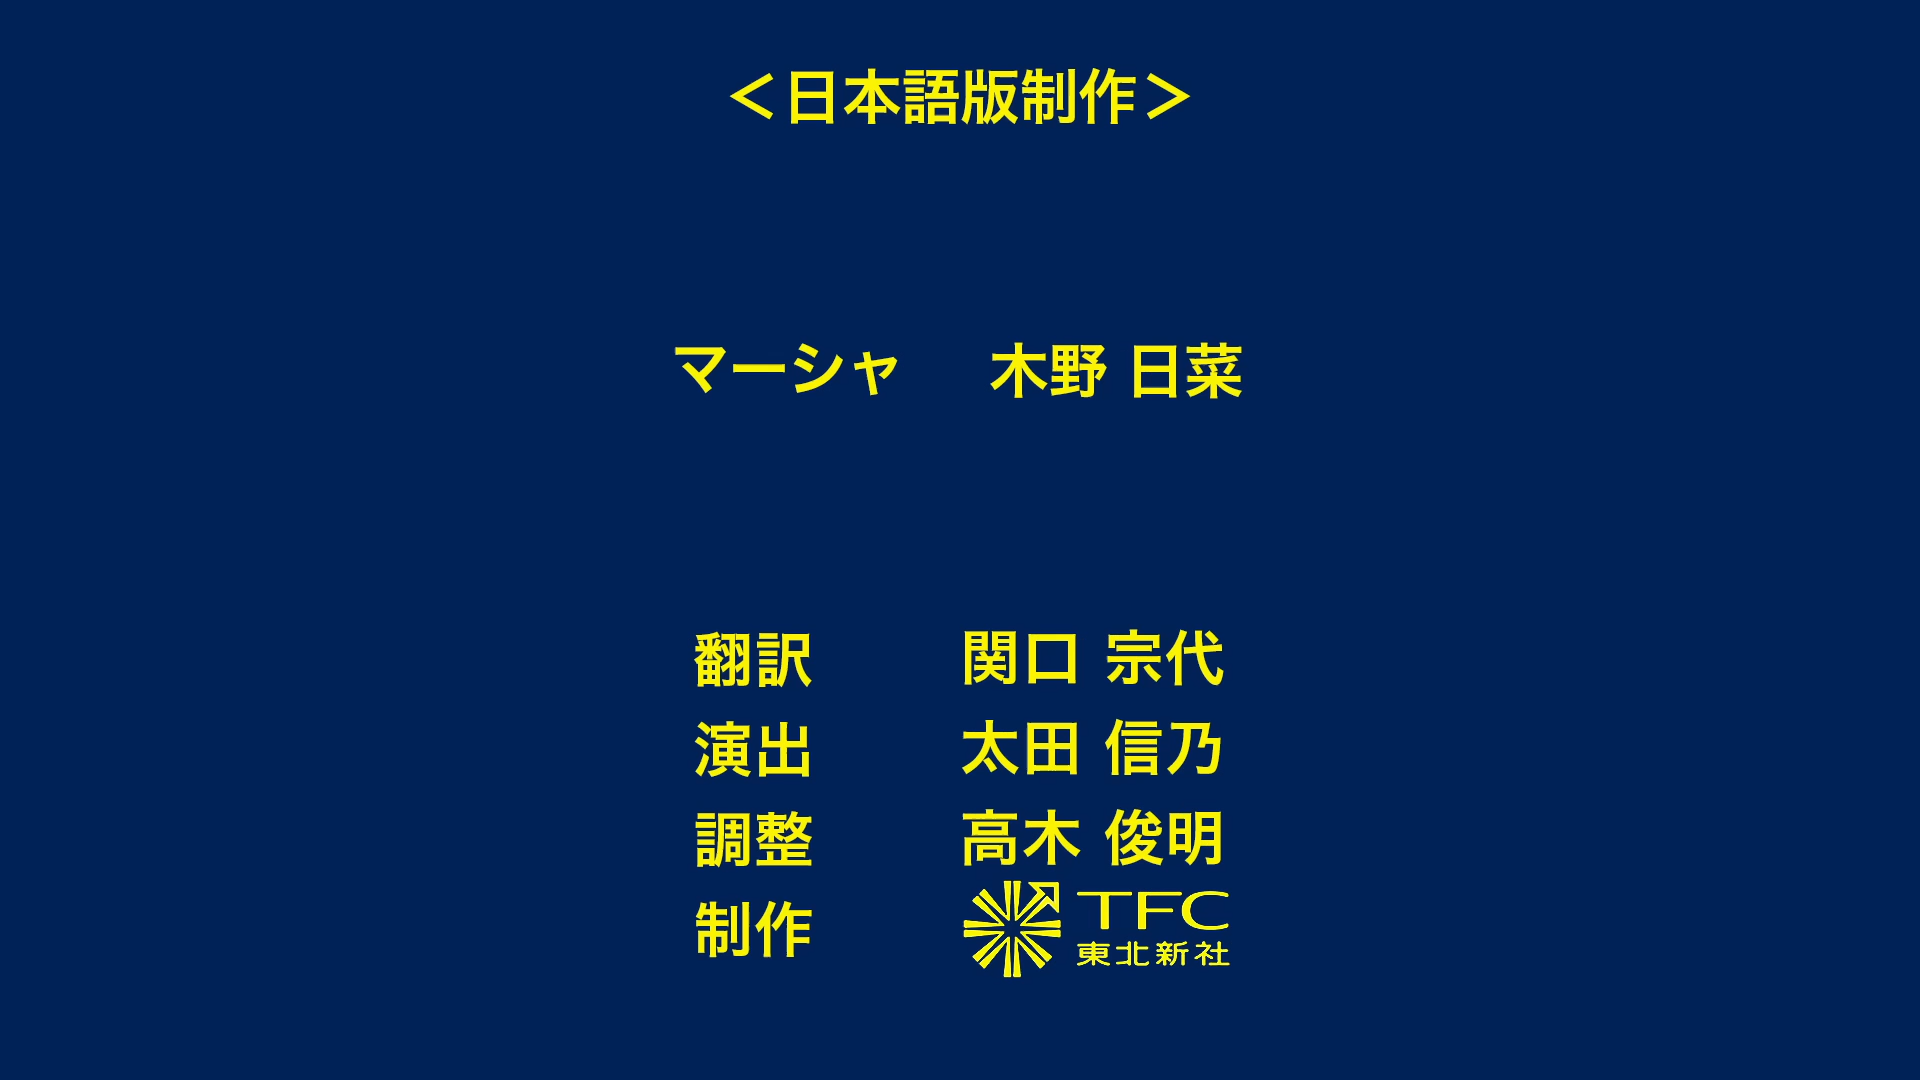 ＜日本語版制作＞
マーシャ 木野 日菜
翻訳 関口 宗代
演出 太田 信乃
調整 高木 俊明
制作 TFC
東北新社